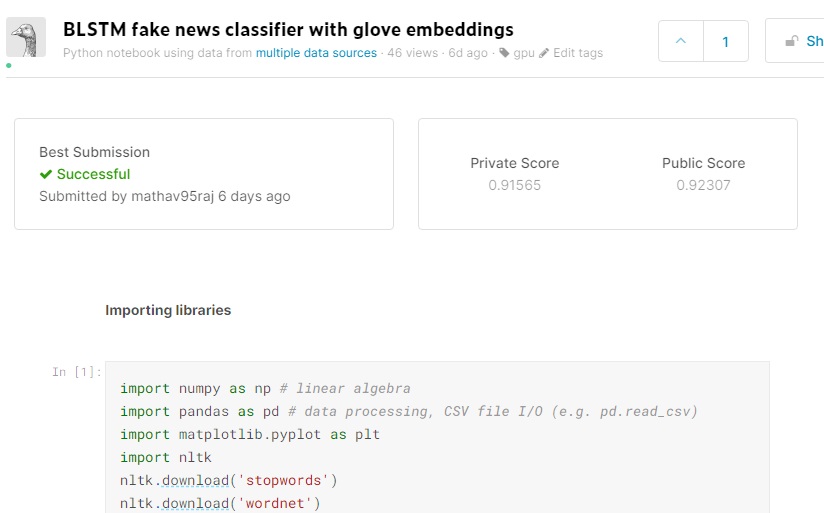 BLSTM fake news classifier with glove embeddings
Python notebook using data from multiple data sources · 46 views · 6d ago · gpu Edit tags
1
Sh
Best Submission
Successful
Submitted by mathav95raj 6 days ago
Private Score
0.91565
Public Score
0.92307
Importing libraries
In [1]:
import numpy as np # linear algebra
import pandas as pd # data processing, CSV file I/O (e.g. pd.read_csv)
import matplotlib.pyplot as plt
import nltk
nltk.download('stopwords')
nltk.download('wordnet')